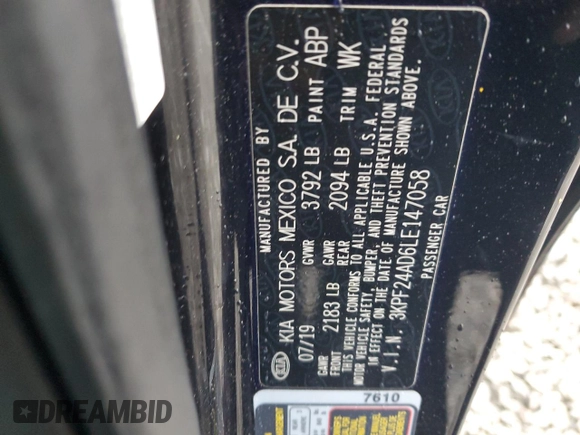 MANUFACTURED BY
KIA MOTORS MEXICO S.A. DE C.V.
07/19 GVWR 3792 LB PAINT ABP
GAWR FRONT 2183 LB GAWR REAR 2094 LB TRIM WK
THIS VEHICLE CONFORMS TO ALL APPLICABLE U.S.A. FEDERAL
MOTOR VEHICLE SAFETY, BUMPER, AND THEFT PREVENTION STANDARDS
IN EFFECT ON THE DATE OF MANUFACTURE SHOWN ABOVE.
V.I.N. 3KPF24AD6LE147058
PASSENGER CAR
KIA
7610
DREAMBID